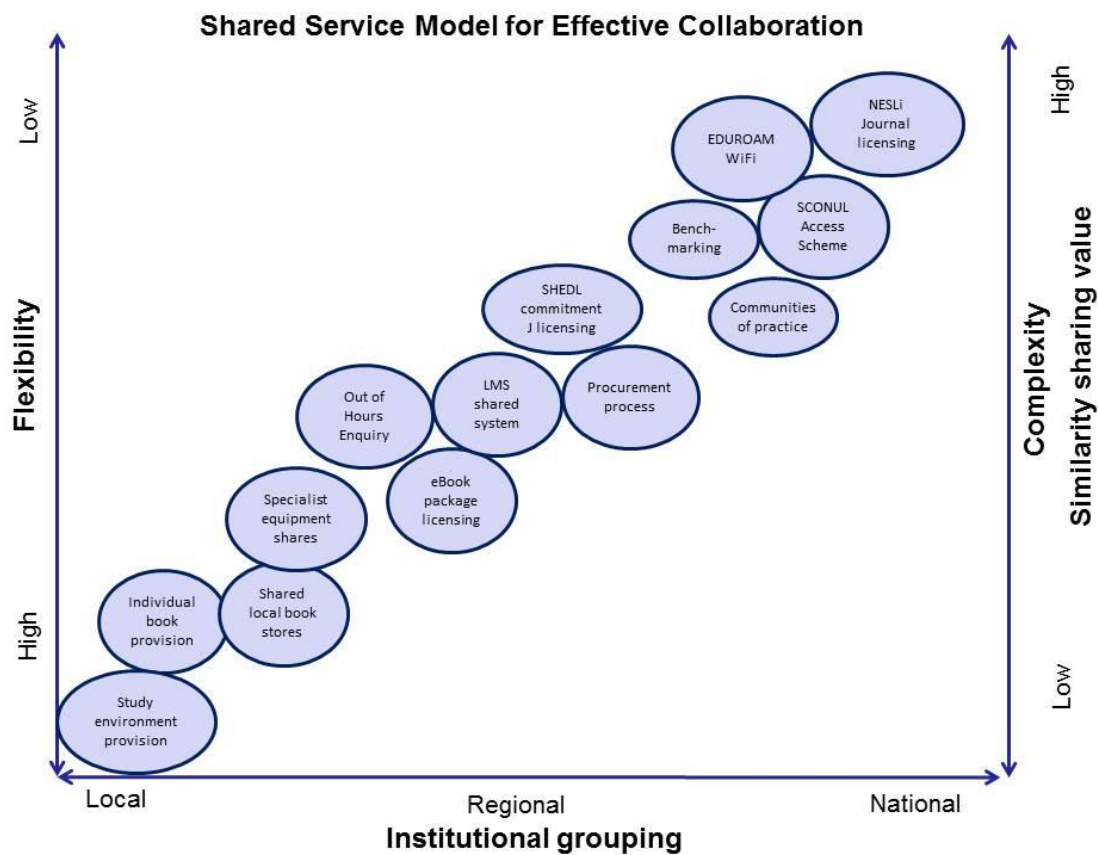 Shared Service Model for Effective Collaboration
Low
High
Flexibility
High
Low
Complexity
Similarity sharing value
NESLi
Journal
licensing
EDUROAM
WiFi
SCONUL
Access
Scheme
Bench-
marking
Communities
of practice
SHEDL
commitment
J licensing
Procurement
process
LMS
shared
system
Out of
Hours
Enquiry
eBook
package
licensing
Specialist
equipment
shares
Shared
local book
stores
Individual
book
provision
Study
environment
provision
Local
Regional
National
Institutional grouping